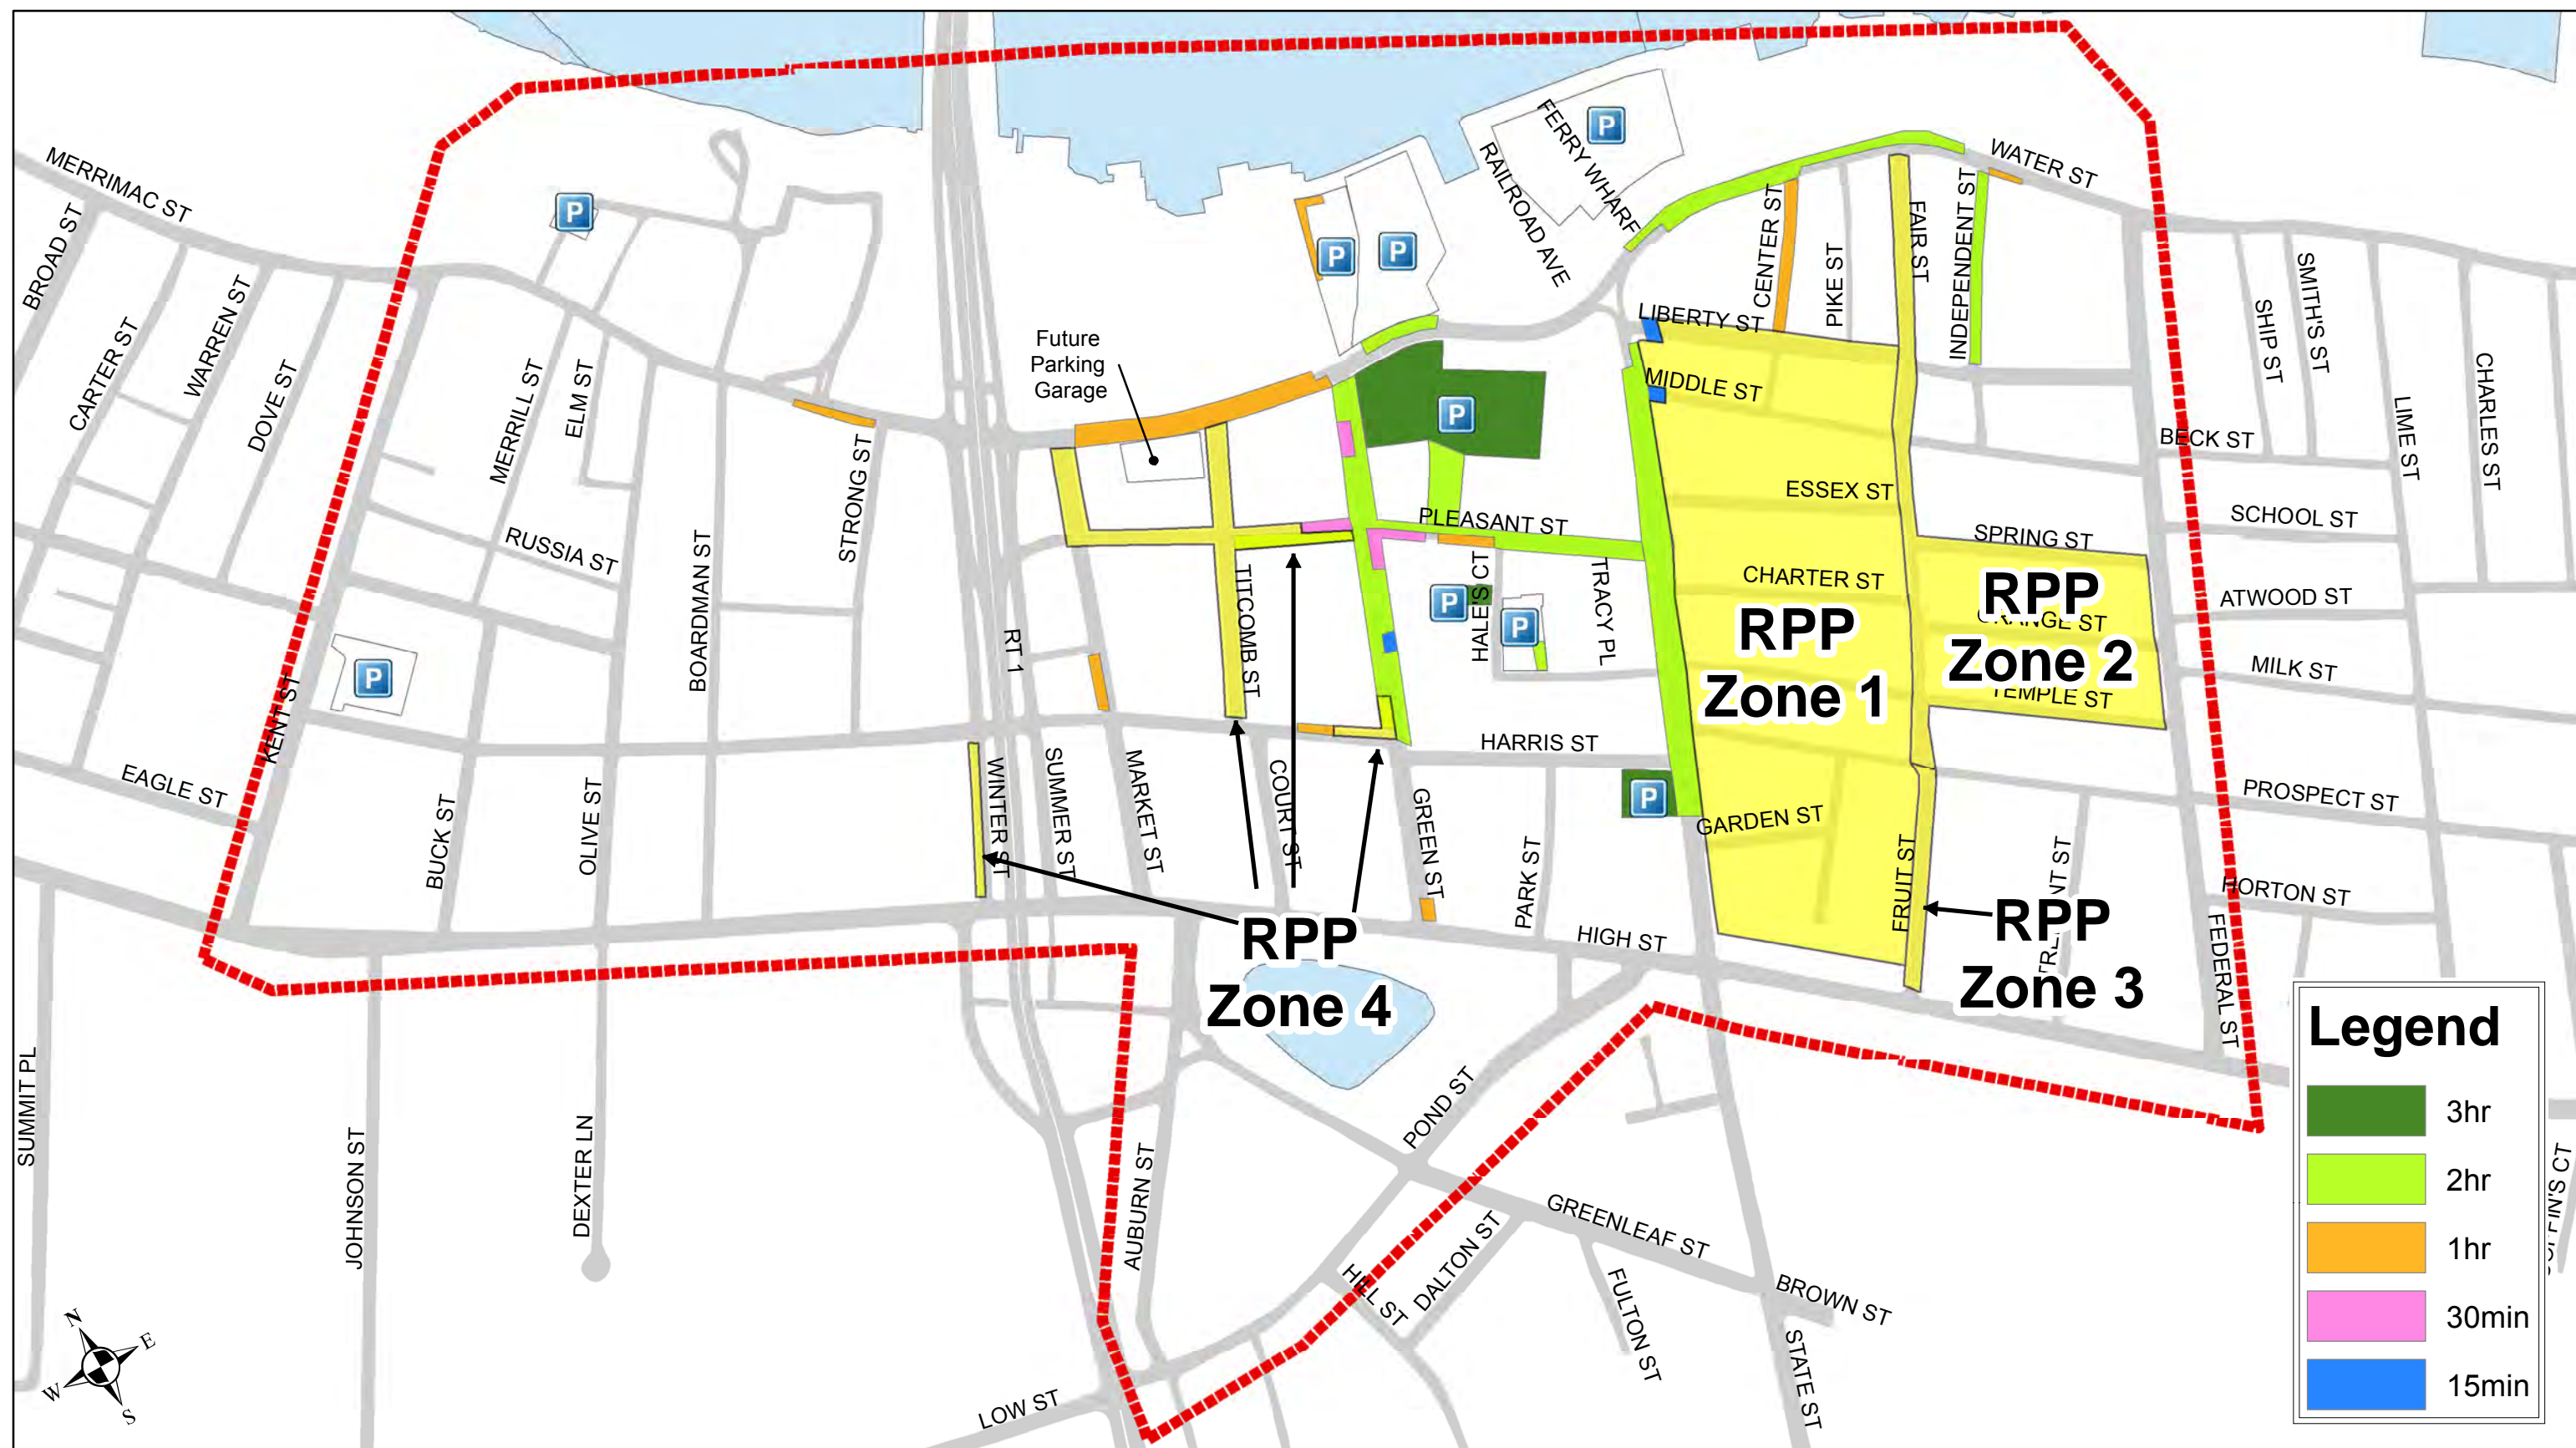 MERRIMAC ST
BROAD ST
CARTER ST
WARREN ST
DOVE ST
KENT ST
EAGLE ST
MERRILL ST
ELM ST
RUSSIA ST
BOARDMAN ST
STRONG ST
BUCK ST
OLIVE ST
P
P
Future
Parking
Garage
RT 1
WINTER ST
SUMMER ST
MARKET ST
TITCOMB ST
COURT ST
GREEN ST
PARK ST
HARRIS ST
HIGH ST
PLEASANT ST
HALE'S CT
TRACY PL
P
P
P
P
P
P
P
RAILROAD AVE
FERRY WHARF
WATER ST
CENTER ST
PIKE ST
FAIR ST
INDEPENDENT ST
LIBERTY ST
MIDDLE ST
ESSEX ST
CHARTER ST
RPP
Zone 1
GARDEN ST
FRUIT ST
SPRING ST
RPP
Zone 2
TEMPLE ST
RPP
Zone 3
RPP
Zone 4
SHIP ST
SMITH'S ST
LIME ST
CHARLES ST
BECK ST
SCHOOL ST
ATWOOD ST
MILK ST
PROSPECT ST
HORTON ST
FEDERAL ST
SUMMIT PL
JOHNSON ST
DEXTER LN
AUBURN ST
LOW ST
POND ST
HILL ST
DALTON ST
GREENLEAF ST
FULTON ST
BROWN ST
STATE ST
N
E
W
S
Legend
3hr
2hr
1hr
30min
15min